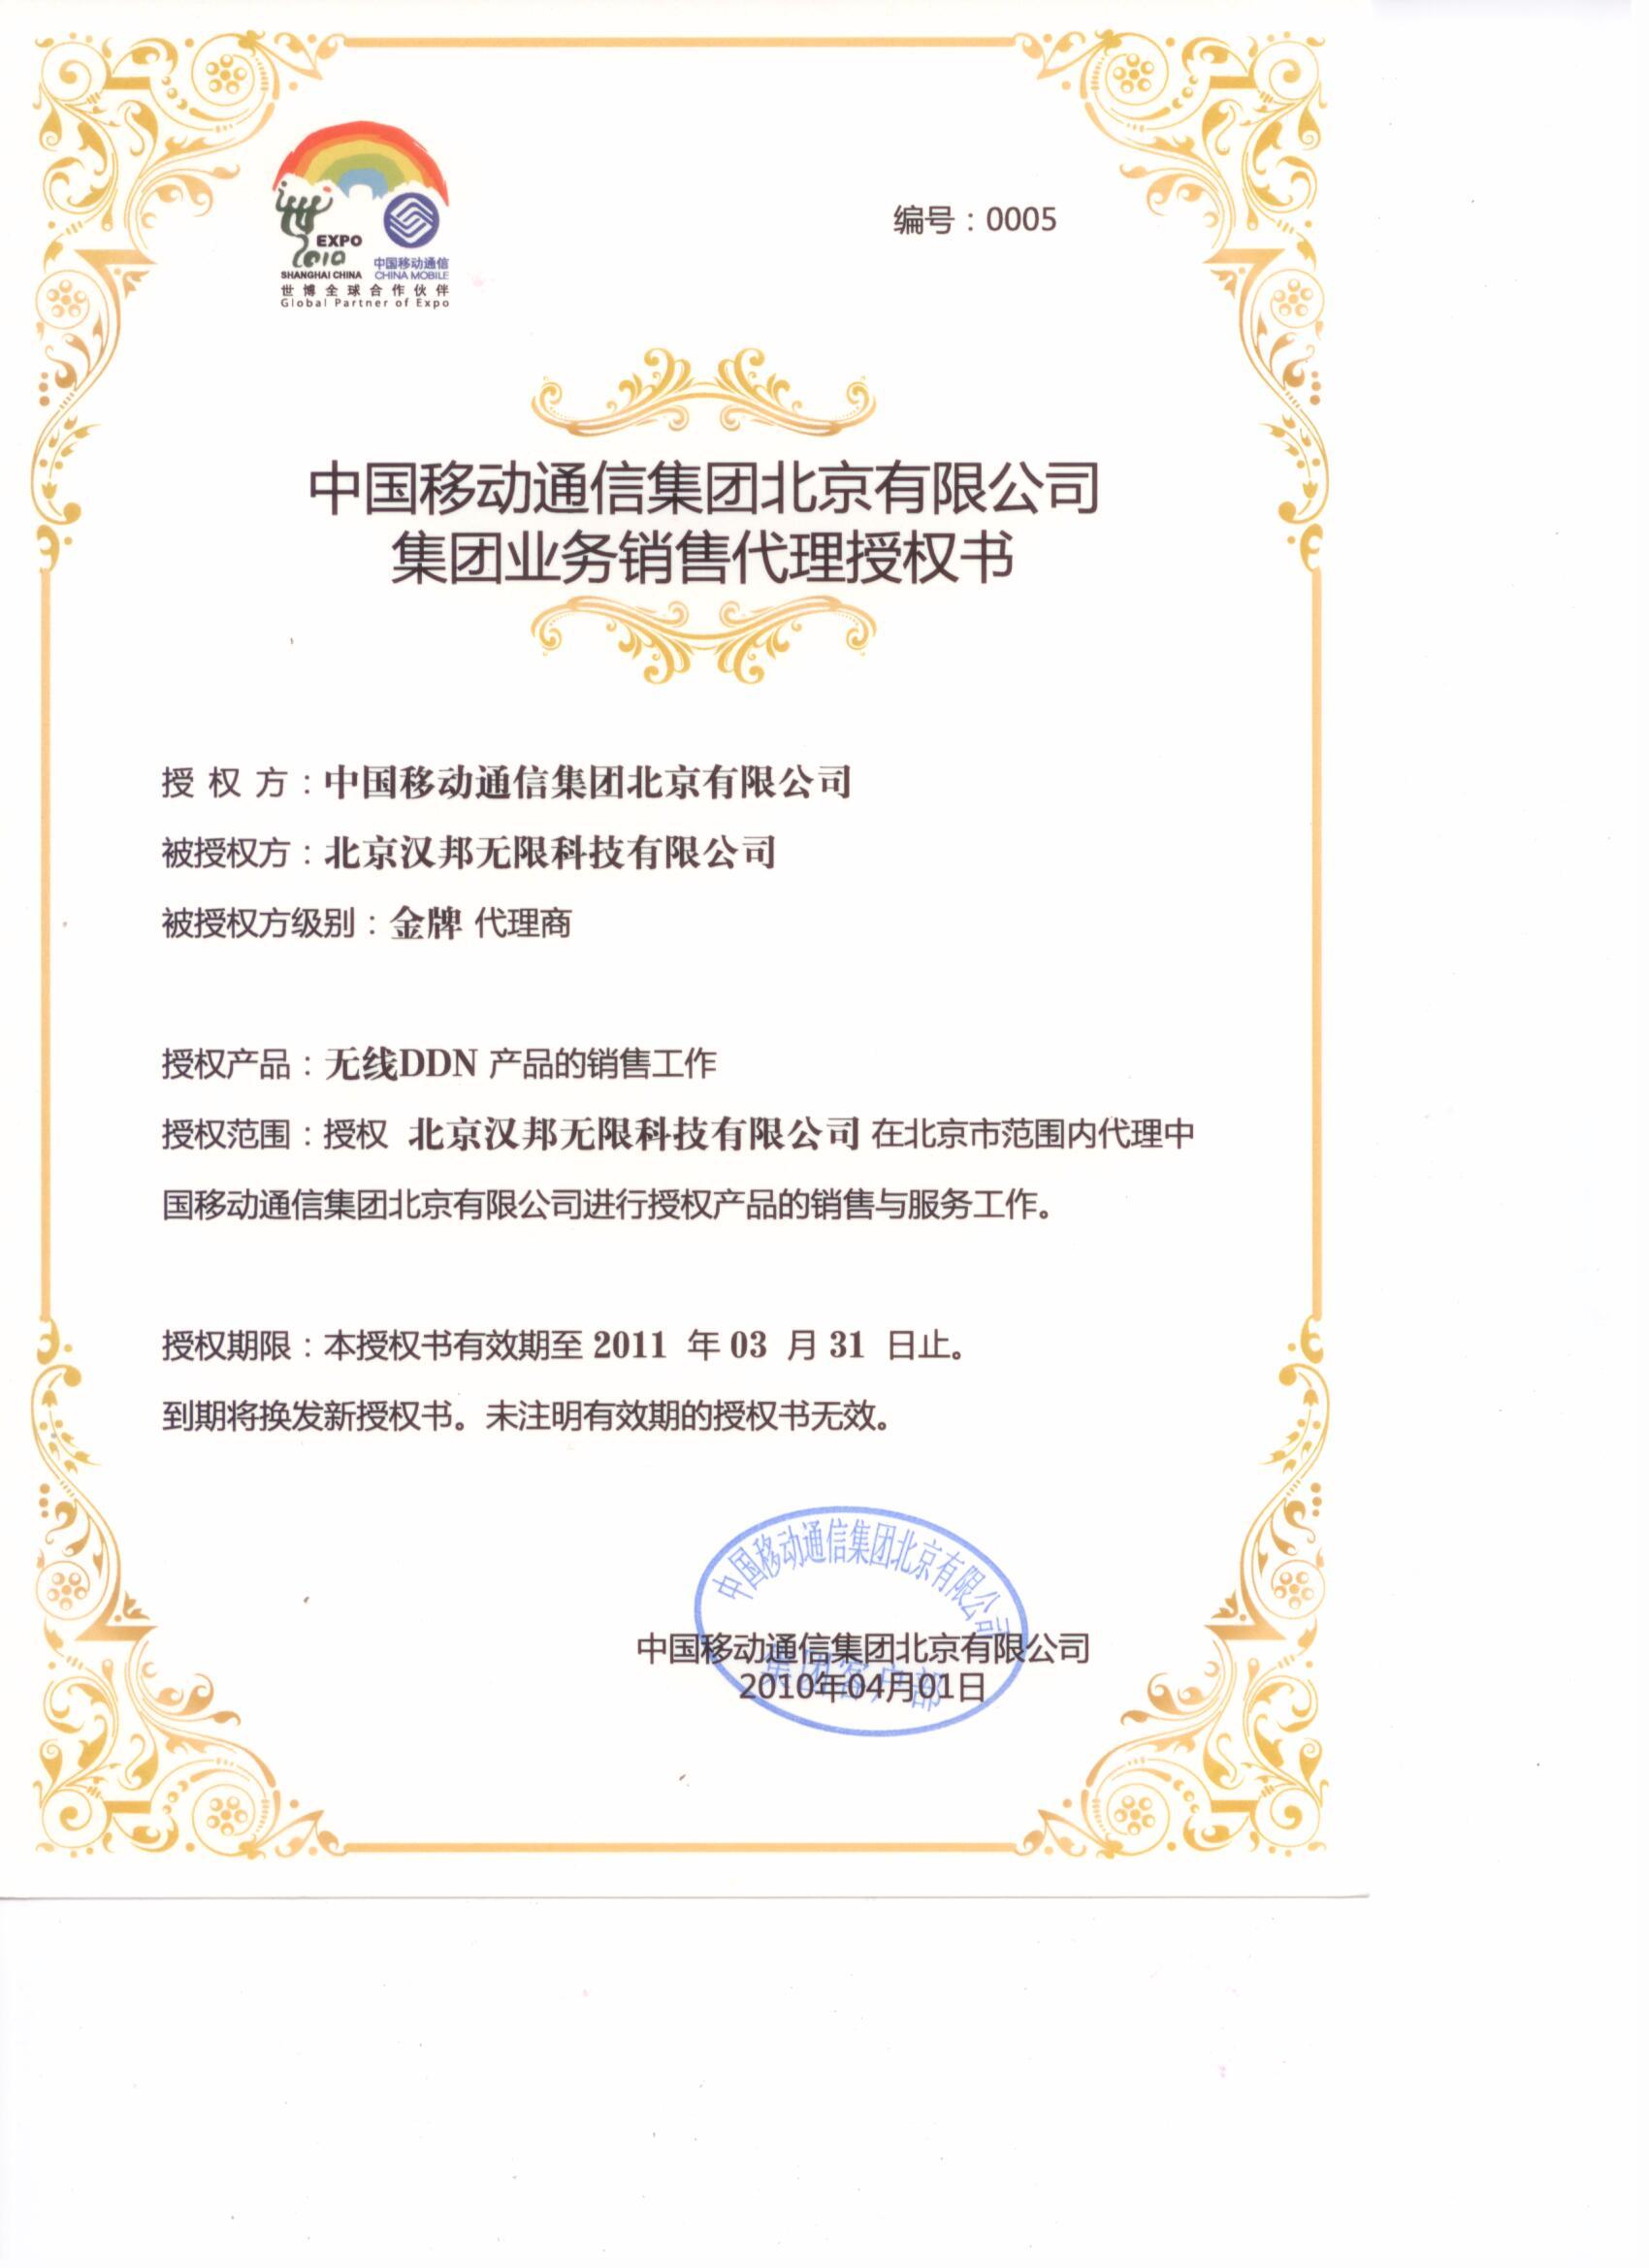 编号：0005
EXPO
2010
SHANGHAI CHINA
中国移动通信
CHINA MOBILE
世博全球合作伙伴
Global Partner of Expo
中国移动通信集团北京有限公司
集团业务销售代理授权书
授 权 方：中国移动通信集团北京有限公司
被授权方：北京汉邦无限科技有限公司
被授权方级别：金牌 代理商
授权产品：无线DDN 产品的销售工作
授权范围：授权 北京汉邦无限科技有限公司 在北京市范围内代理中
国移动通信集团北京有限公司进行授权产品的销售与服务工作。
授权期限：本授权书有效期至 2011 年 03 月 31 日止。
到期将换发新授权书。未注明有效期的授权书无效。
中国移动通信集团北京有限公司
中国移动通信集团北京有限公司
集团客户部
2010年04月01日